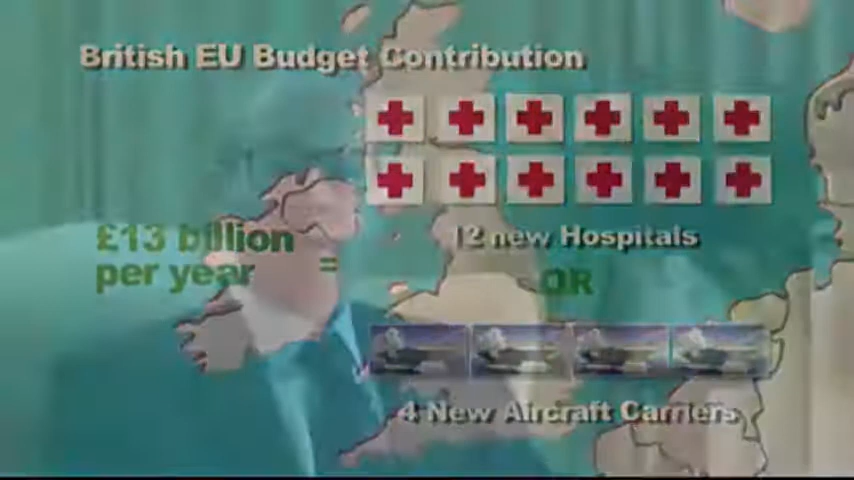 British EU Budget Contribution
£13 billion
per year
=
12 new Hospitals
OR
4 New Aircraft Carriers